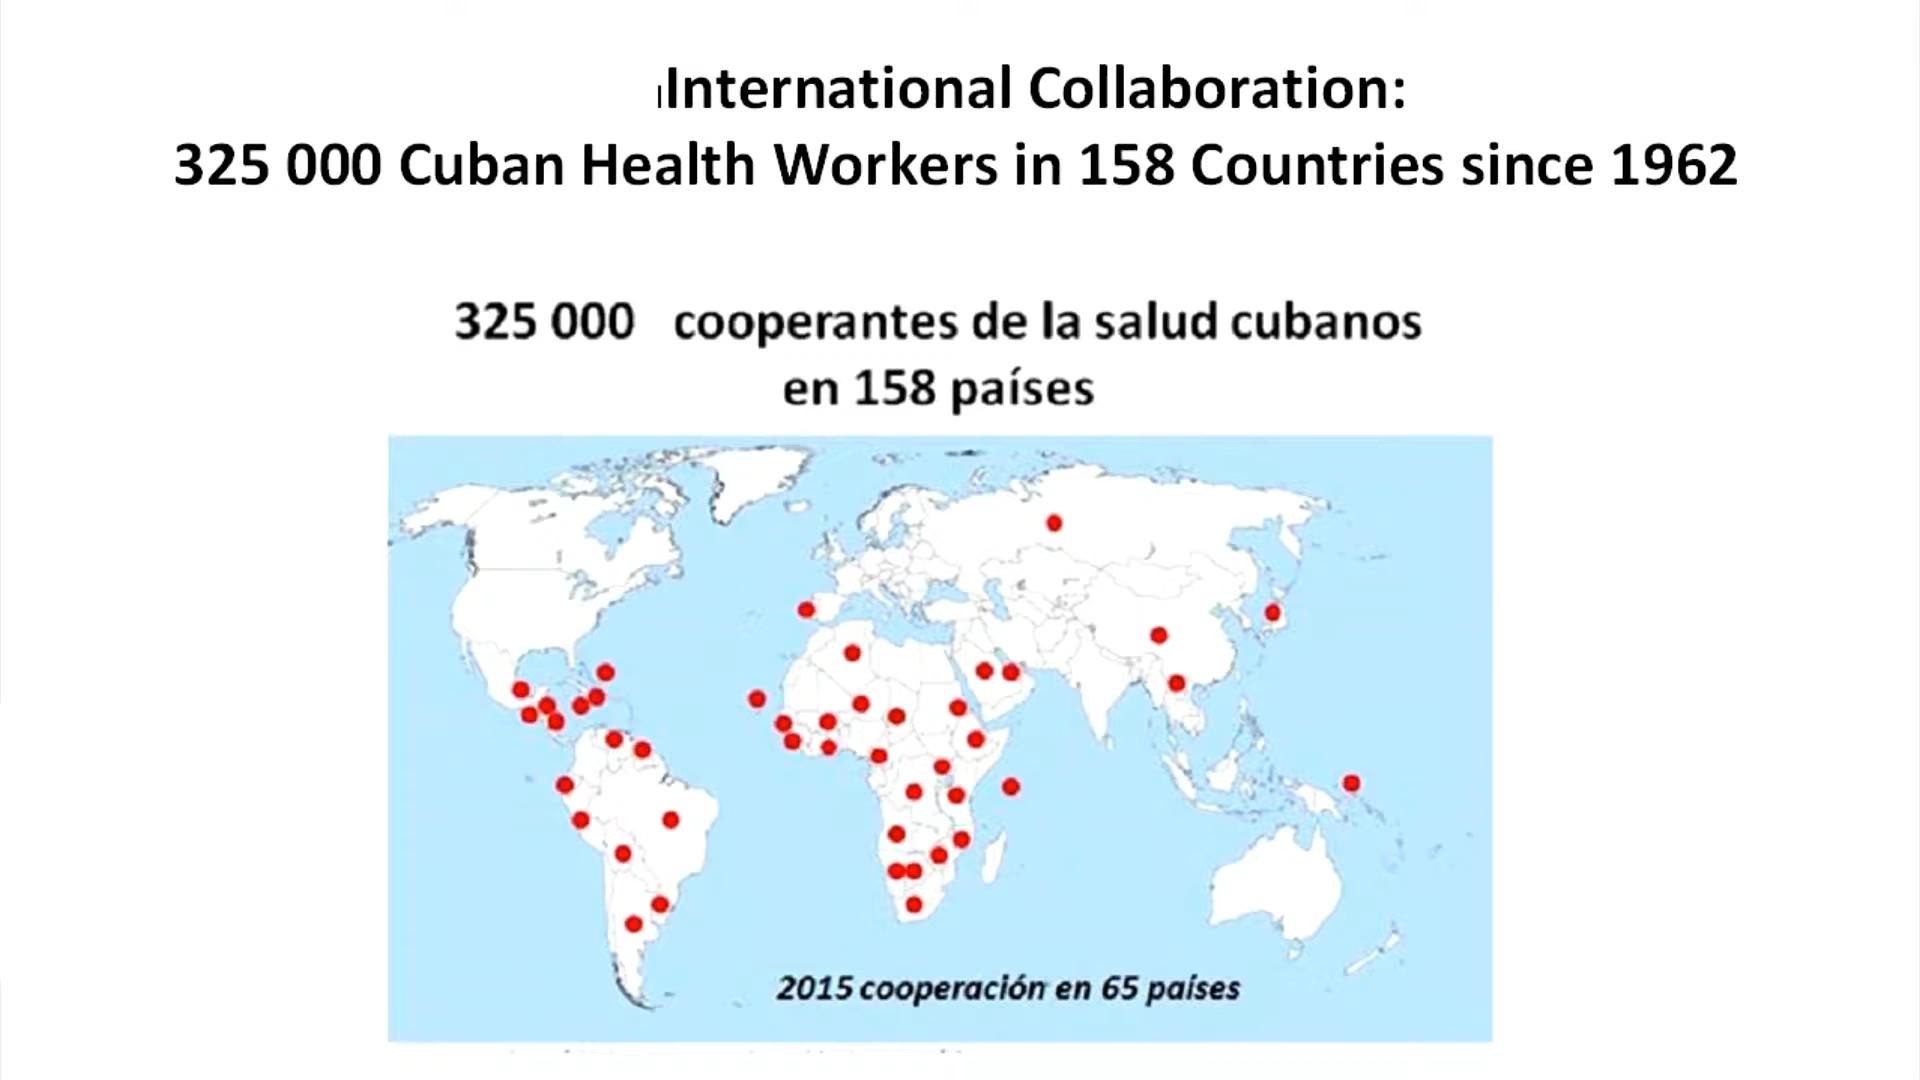 International Collaboration:
325 000 Cuban Health Workers in 158 Countries since 1962
325 000 cooperantes de la salud cubanos
en 158 países
2015 cooperación en 65 países